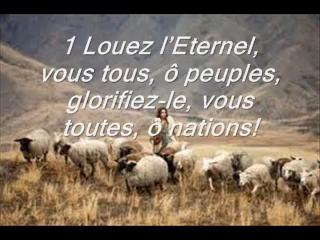 1 Louez l'Eternel,
vous tous, ô peuples,
glorifiez-le, vous
toutes, ô nations!